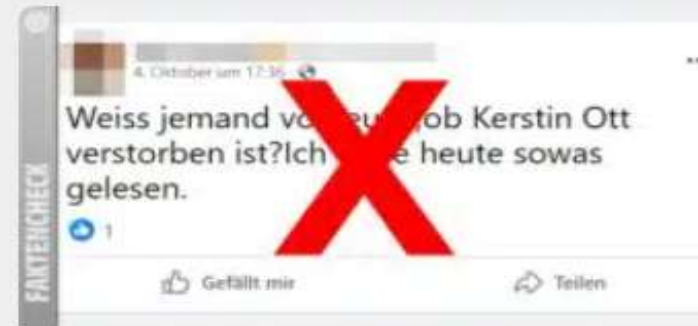 FAKTENCHECK
4. Oktober um 17:36
Weiss jemand ob Kerstin Ott
verstorben ist?Ich heute sowas
gelesen.
1
Gefällt mir
Teilen
X